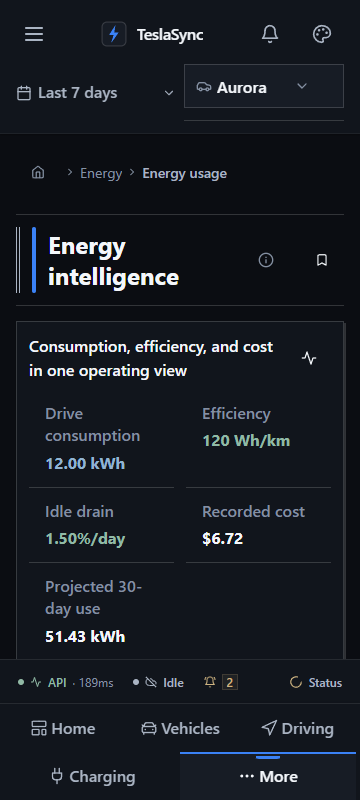 TeslaSync
Last 7 days
Aurora
Energy
Energy usage
Energy
intelligence
Consumption, efficiency, and cost
in one operating view
Drive
consumption
12.00 kWh
Efficiency
120 Wh/km
Idle drain
1.50%/day
Recorded cost
$6.72
Projected 30-
day use
51.43 kWh
API · 189ms
Idle
2
Status
Home
Vehicles
Driving
Charging
More